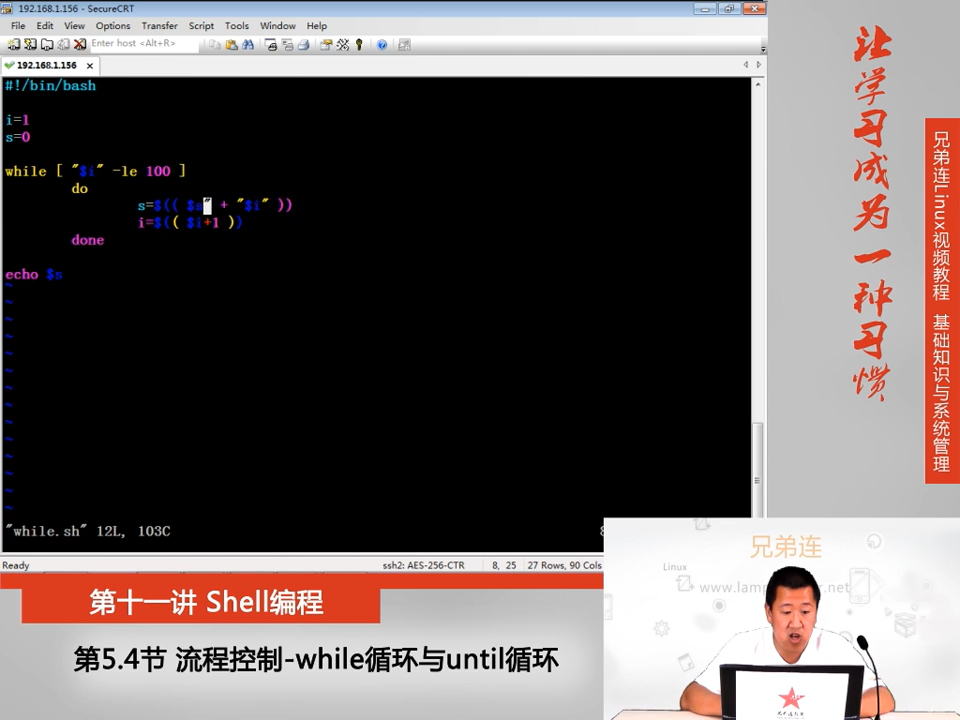 192.168.1.156 - SecureCRT
File Edit View Options Transfer Script Tools Window Help
Enter host <Alt+R>
192.168.1.156
#!/bin/bash
i=1
s=0
while [ "$i" -le 100 ]
do
s=$(( $s" + "$i" ))
i=$(( $i+1 ))
done
echo $s
~
~
~
~
~
~
~
~
~
~
~
~
~
~
"while.sh" 12L, 103C
Ready ssh2: AES-256-CTR 8, 25 27 Rows, 90 Cols
让学习成为一种习惯
兄弟连Linux视频教程 基础知识与系统管理
第十一讲 Shell编程
第5.4节 流程控制-while循环与until循环
兄弟连
Linux